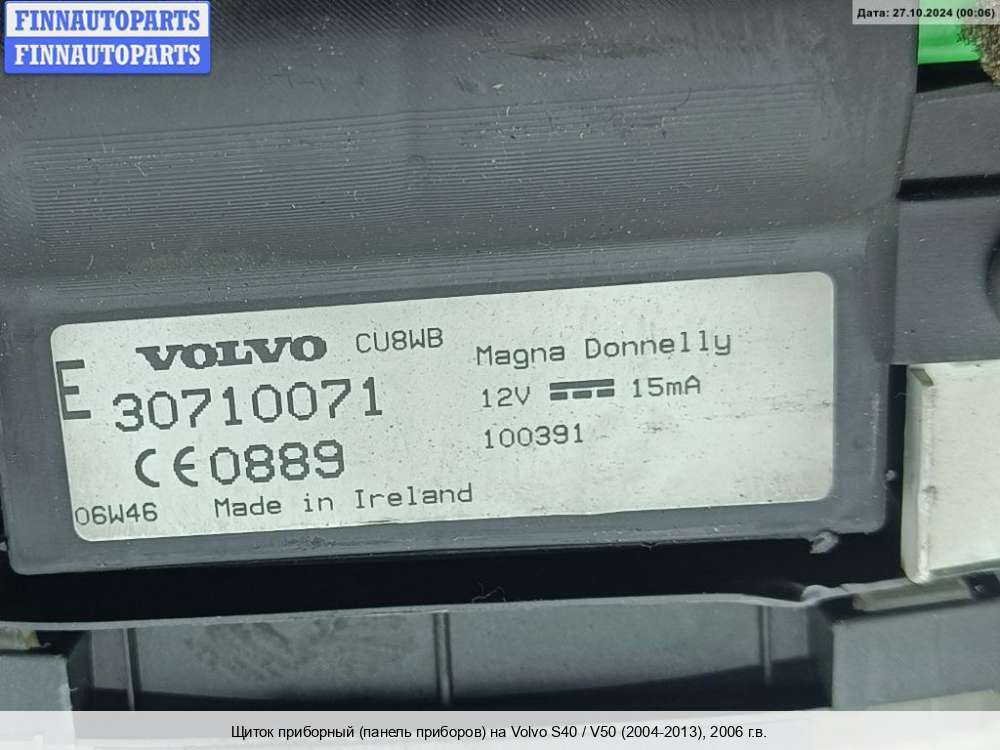 FINNAUTOPARTS
FINNAUTOPARTS
Дата: 27.10.2024 (00:06)
VOLVO CU8WB
E 30710071
CE0889
06W46 Made in Ireland
Magna Donnelly
12V 15mA
100391
Щиток приборный (панель приборов) на Volvo S40 / V50 (2004-2013), 2006 г.в.